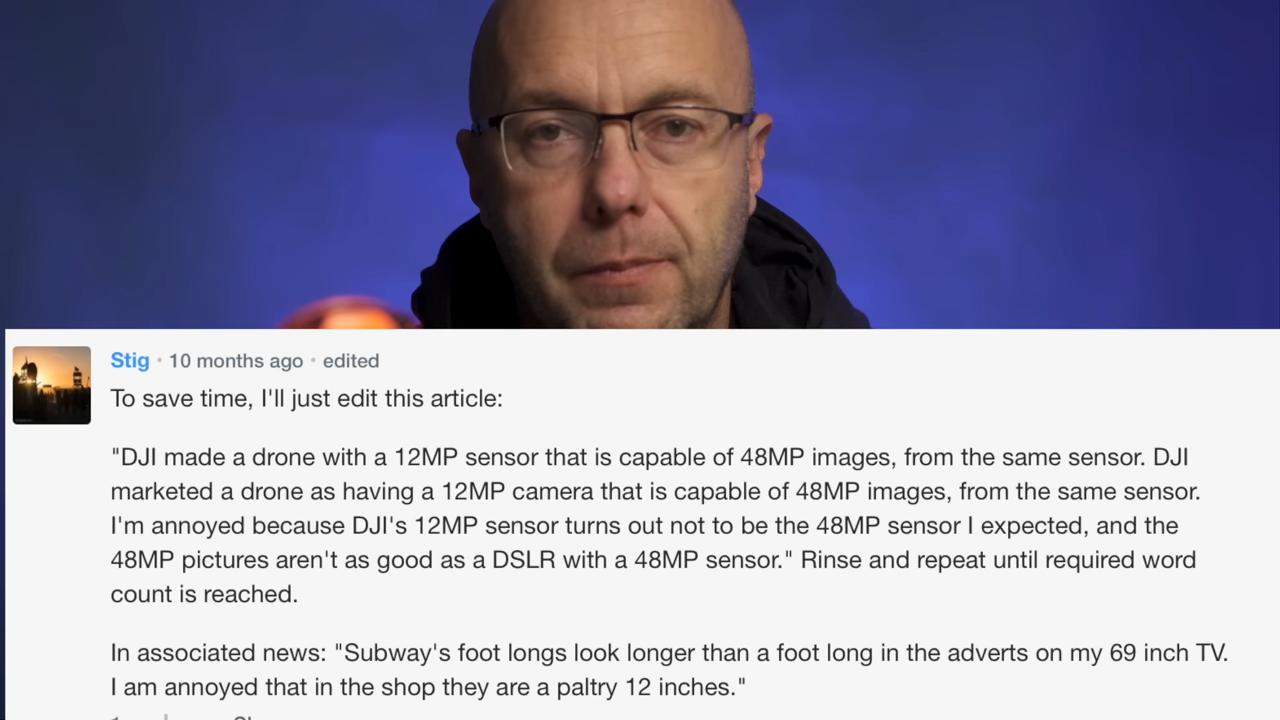 Stig • 10 months ago • edited
To save time, I'll just edit this article:
"DJI made a drone with a 12MP sensor that is capable of 48MP images, from the same sensor. DJI
marketed a drone as having a 12MP camera that is capable of 48MP images, from the same sensor.
I'm annoyed because DJI's 12MP sensor turns out not to be the 48MP sensor I expected, and the
48MP pictures aren't as good as a DSLR with a 48MP sensor." Rinse and repeat until required word
count is reached.
In associated news: "Subway's foot longs look longer than a foot long in the adverts on my 69 inch TV.
I am annoyed that in the shop they are a paltry 12 inches."